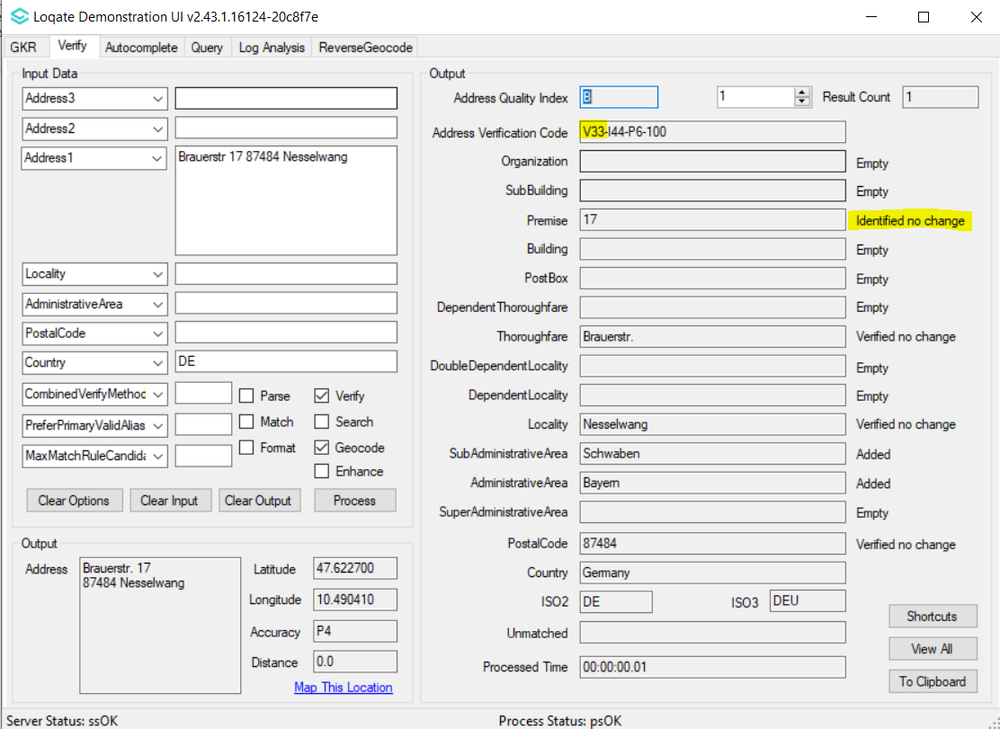 Loqate Demonstration UI v2.43.1.16124-20c8f7e
GKR Verify Autocomplete Query Log Analysis ReverseGeocode
Input Data
Address3
Address2
Address1 Brauerstr 17 87484 Nesselwang
Locality
AdministrativeArea
PostalCode
Country DE
CombinedVerifyMethod Parse Verify
PreferPrimaryValidAlias Match Search
MaxMatchRuleCandida Format Geocode
Enhance
Clear Options Clear Input Clear Output Process
Output
Address Brauerstr. 17
87484 Nesselwang
Latitude 47.622700
Longitude 10.490410
Accuracy P4
Distance 0.0
Map This Location
Output
Address Quality Index B 1 Result Count 1
Address Verification Code V33-I44-P6-100
Organization Empty
SubBuilding Empty
Premise 17 Identified no change
Building Empty
PostBox Empty
DependentThoroughfare Empty
Thoroughfare Brauerstr. Verified no change
DoubleDependentLocality Empty
DependentLocality Empty
Locality Nesselwang Verified no change
SubAdministrativeArea Schwaben Added
AdministrativeArea Bayern Added
SuperAdministrativeArea Empty
PostalCode 87484 Verified no change
Country Germany
ISO2 DE ISO3 DEU
Unmatched
Processed Time 00:00:00.01
Shortcuts
View All
To Clipboard
Server Status: ssOK Process Status: psOK